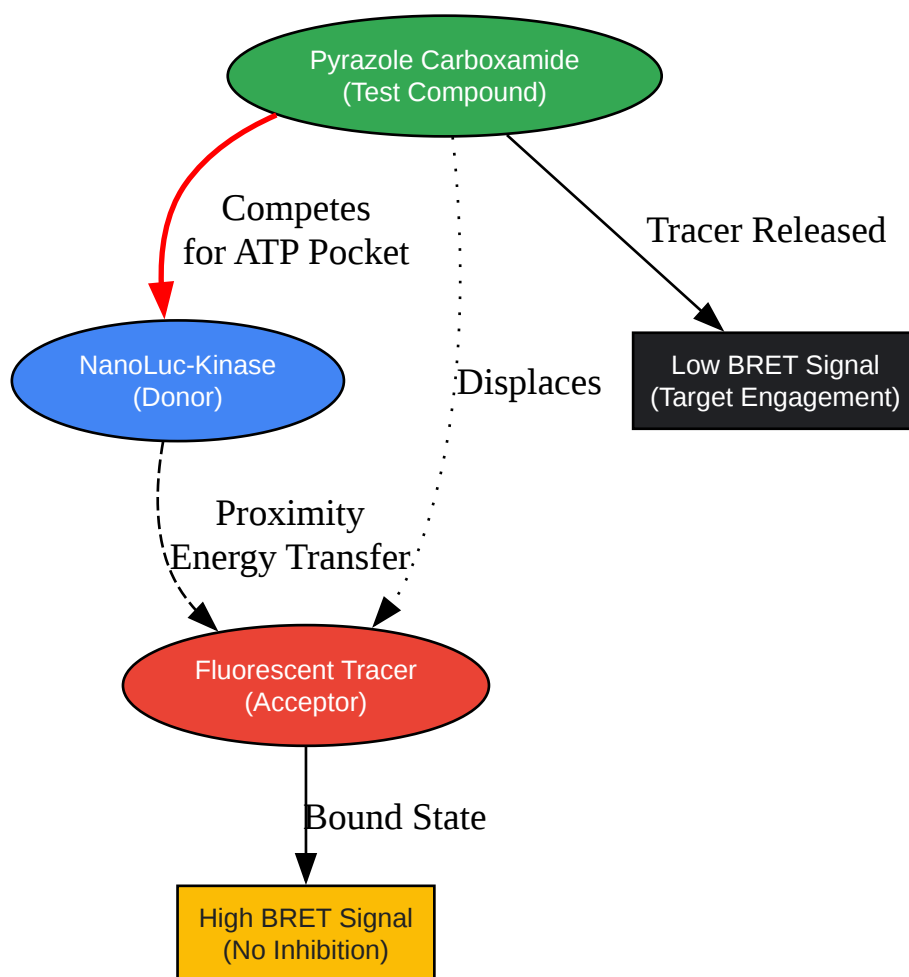 Pyrazole Carboxamide
(Test Compound)
Competes
for ATP Pocket
Tracer Released
NanoLuc-Kinase
(Donor)
Displaces
Low BRET Signal
(Target Engagement)
Proximity
Energy Transfer
Fluorescent Tracer
(Acceptor)
Bound State
High BRET Signal
(No Inhibition)